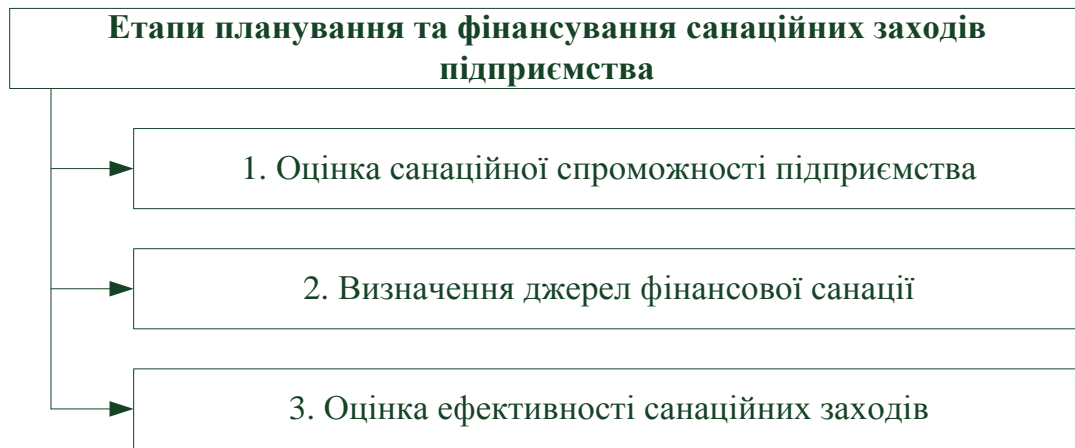 Етапи планування та фінансування санаційних заходів
підприємства
1. Оцінка санаційної спроможності підприємства
2. Визначення джерел фінансової санації
3. Оцінка ефективності санаційних заходів